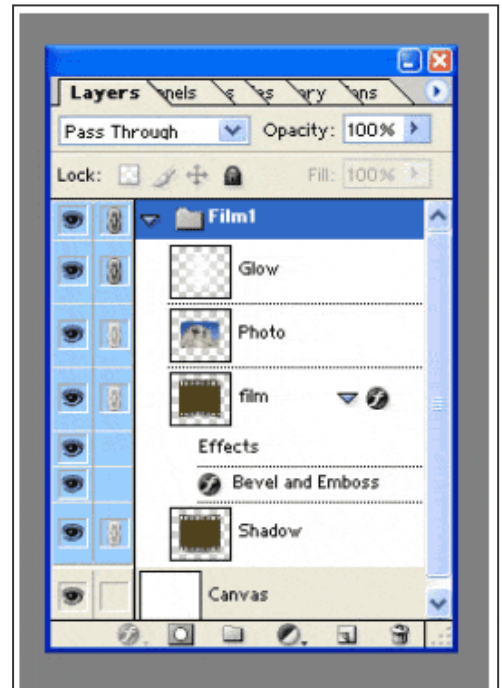 Layers
Pass Through Opacity: 100%
Lock: Fill: 100%
Film1
Glow
Photo
film
Effects
Bevel and Emboss
Shadow
Canvas